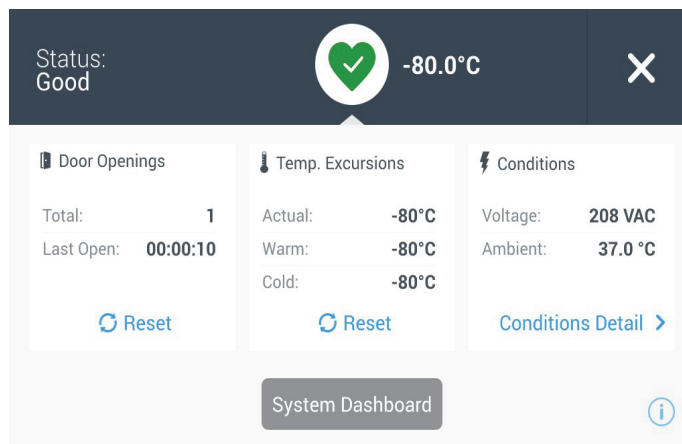 Status:
Good
-80.0°C
Door Openings
Total: 1
Last Open: 00:00:10
Reset
Temp. Excursions
Actual: -80°C
Warm: -80°C
Cold: -80°C
Reset
Conditions
Voltage: 208 VAC
Ambient: 37.0 °C
Conditions Detail
System Dashboard